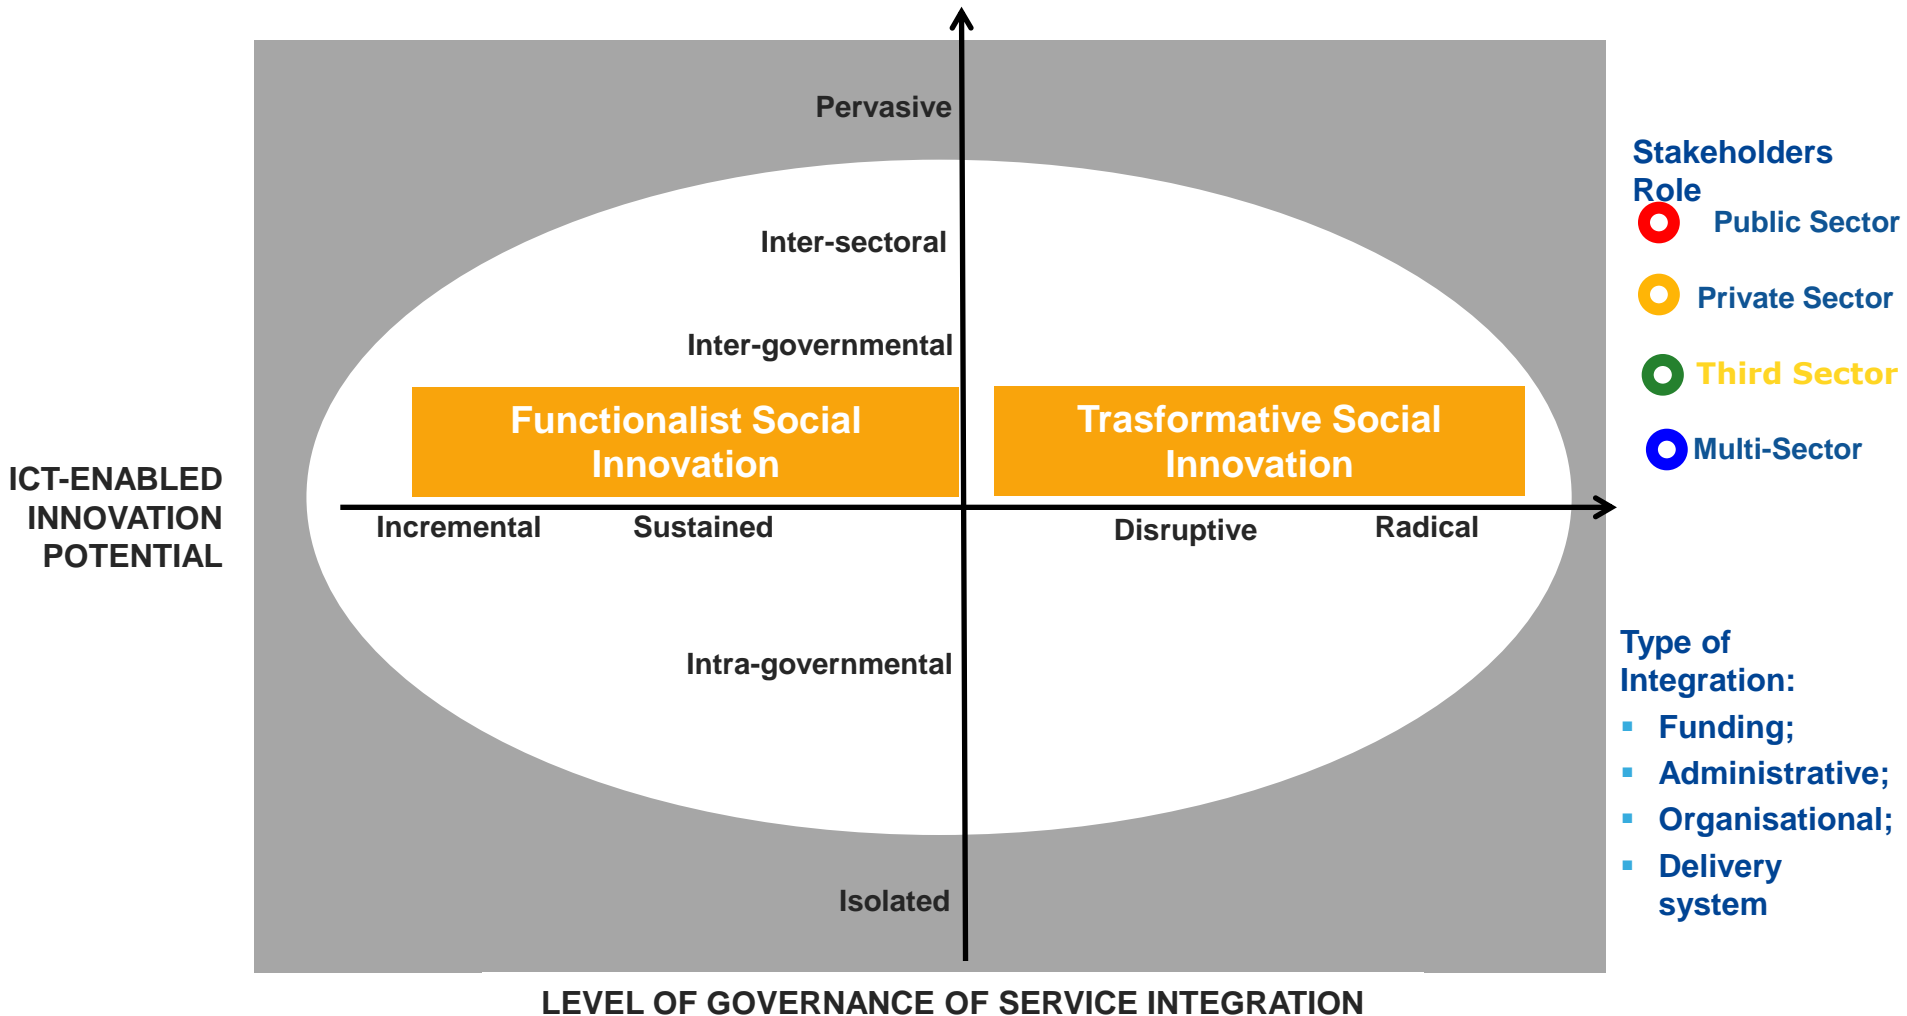 Pervasive
Inter-sectoral
Inter-governmental
Functionalist Social
Innovation
Trasformative Social
Innovation
ICT-ENABLED
INNOVATION
POTENTIAL
Incremental
Sustained
Disruptive
Radical
Intra-governmental
Isolated
LEVEL OF GOVERNANCE OF SERVICE INTEGRATION
Stakeholders
Role
Public Sector
Private Sector
Third Sector
Multi-Sector
Type of
Integration:
▪ Funding;
▪ Administrative;
▪ Organisational;
▪ Delivery
system